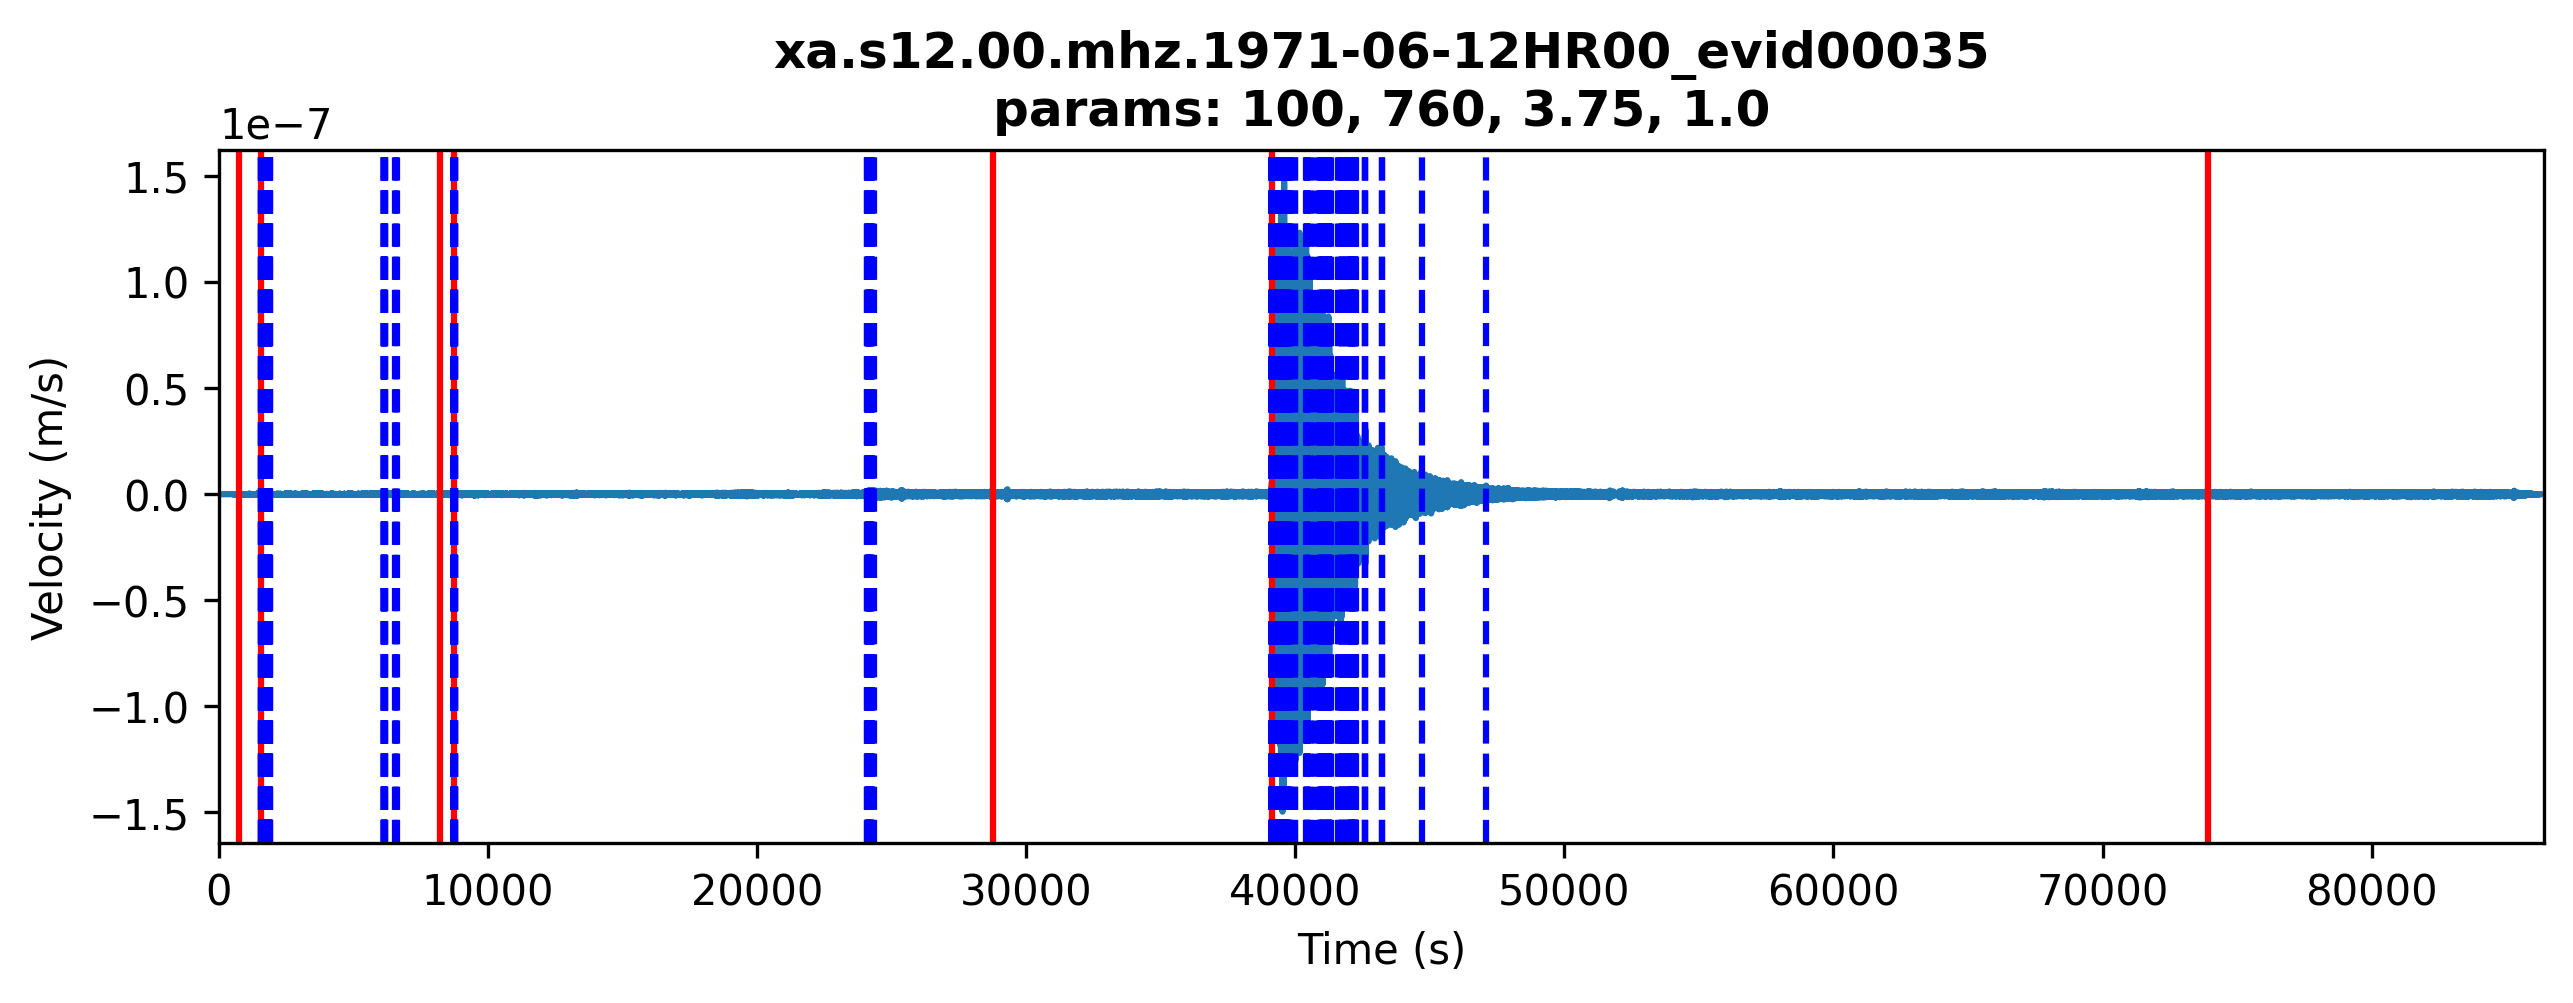 xa.s12.00.mhz.1971-06-12HR00_evid00035
params: 100, 760, 3.75, 1.0
1e−7
1.5
1.0
0.5
0.0
−0.5
−1.0
−1.5
Velocity (m/s)
0 10000 20000 30000 40000 50000 60000 70000 80000
Time (s)